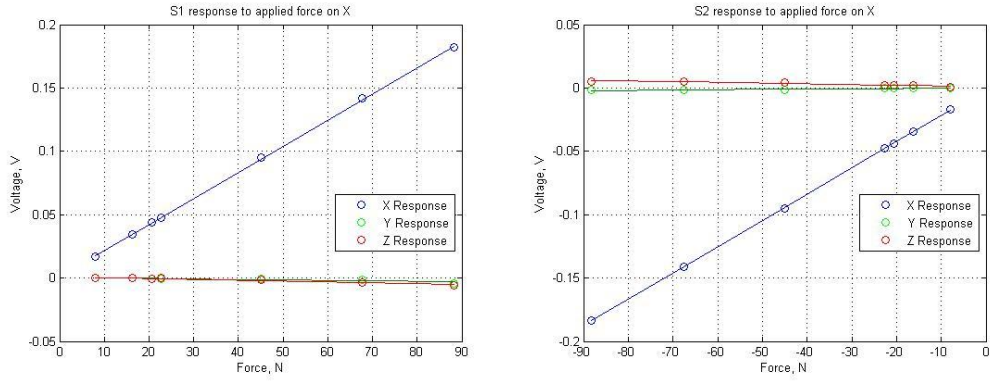 S1 response to applied force on X
0.2
0.15
0.1
0.05
0
-0.05
Voltage, V
X Response
Y Response
Z Response
0 10 20 30 40 50 60 70 80 90
Force, N
S2 response to applied force on X
0.05
0
-0.05
-0.1
-0.15
-0.2
Voltage, V
X Response
Y Response
Z Response
-90 -80 -70 -60 -50 -40 -30 -20 -10 0
Force, N